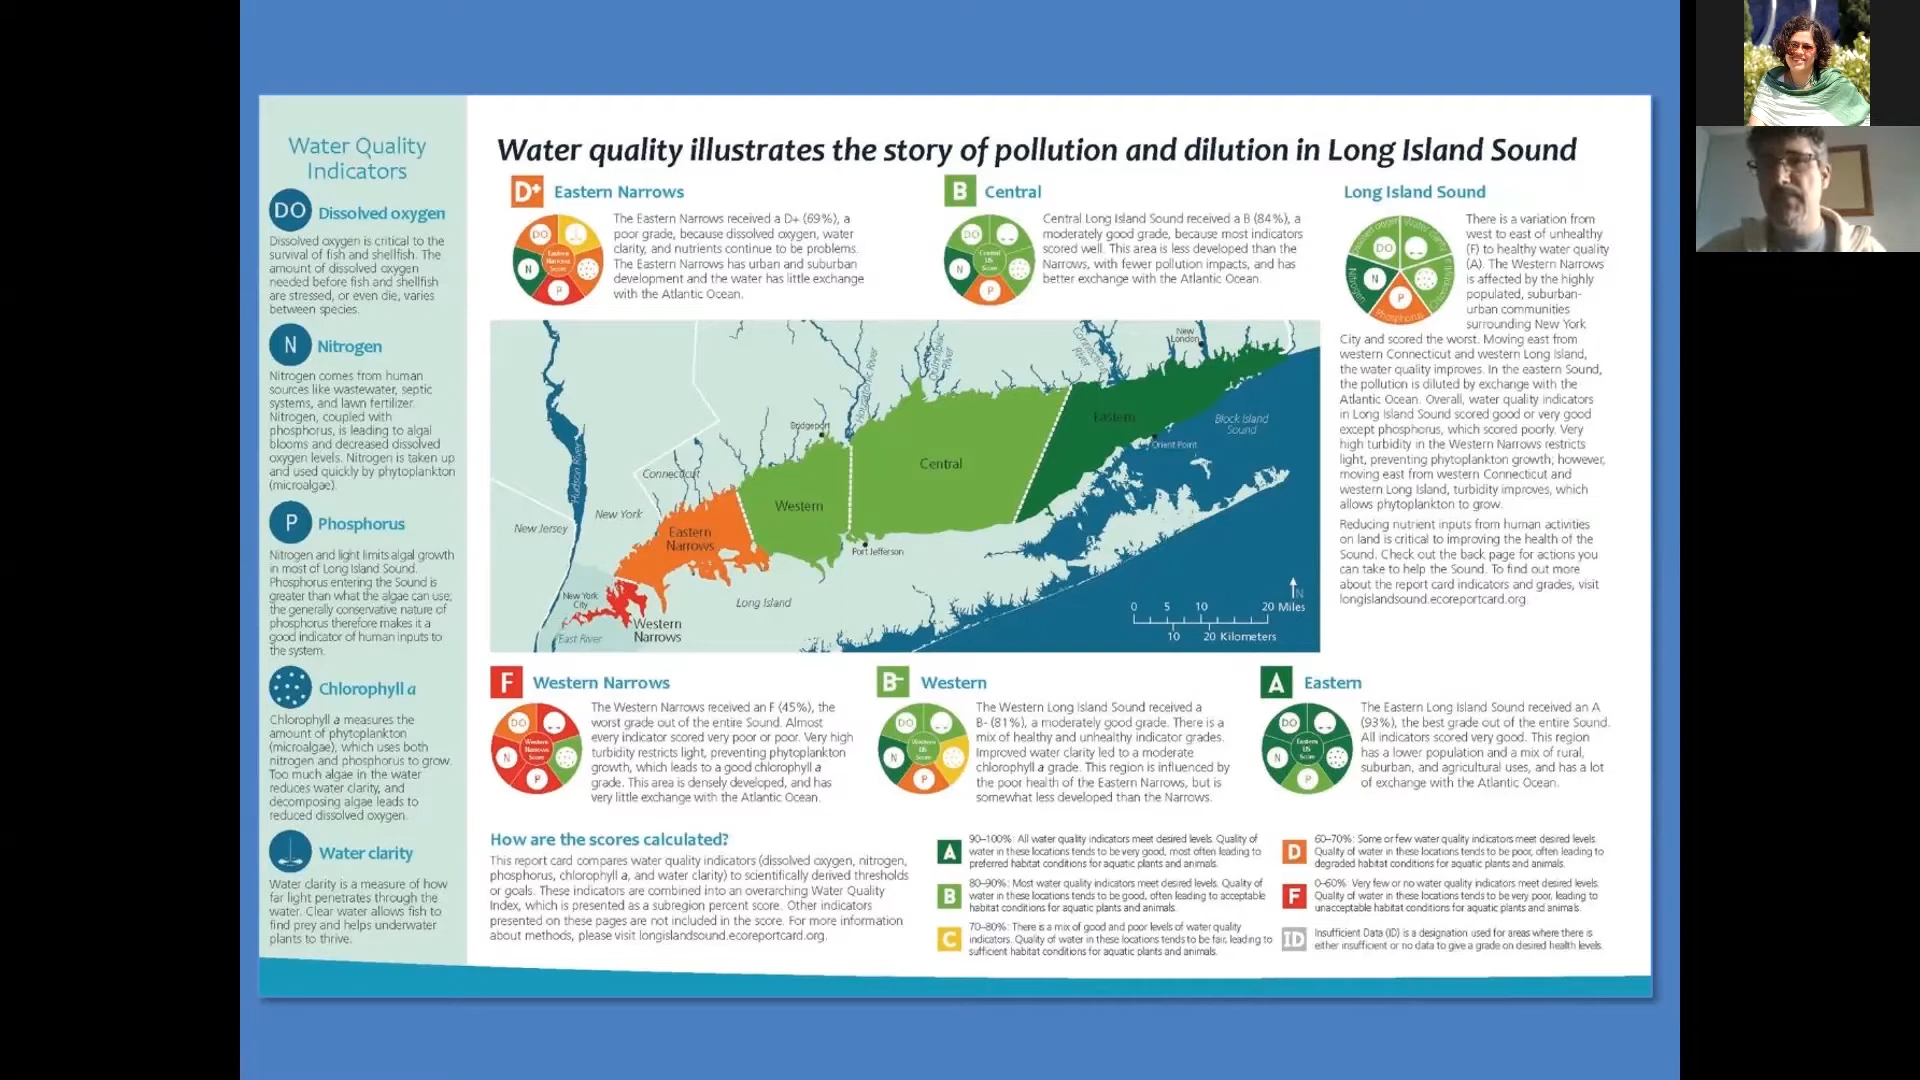 Water Quality
Indicators
DO Dissolved oxygen
Dissolved oxygen is critical to the
survival of fish and shellfish. The
amount of dissolved oxygen
needed before fish and shellfish
are stressed, or even die, varies
between species.
N Nitrogen
Nitrogen comes from human
sources like wastewater, septic
systems, and lawn fertilizer.
Nitrogen, coupled with
phosphorus, is leading to algal
blooms and decreased dissolved
oxygen levels. Nitrogen is taken up
and used quickly by phytoplankton
(microalgae).
P Phosphorus
Nitrogen and light limits algal growth
in most of Long Island Sound.
Phosphorus entering the Sound is
greater than what the algae can use;
the generally conservative nature of
phosphorus therefore makes it a
good indicator of human inputs to
the system.
Chlorophyll a
Chlorophyll a measures the
amount of phytoplankton
(microalgae), which uses both
nitrogen and phosphorus to grow.
Too much algae in the water
reduces water clarity, and
decomposing algae leads to
reduced dissolved oxygen.
Water clarity
Water clarity is a measure of how
far light penetrates through the
water. Clear water allows fish to
find prey and helps underwater
plants to thrive.
Water quality illustrates the story of pollution and dilution in Long Island Sound
D+ Eastern Narrows
DO
N
P
Eastern
Narrows
Score
The Eastern Narrows received a D+ (69%), a
poor grade, because dissolved oxygen, water
clarity, and nutrients continue to be problems.
The Eastern Narrows has urban and suburban
development and the water has little exchange
with the Atlantic Ocean.
B Central
DO
N
P
Central
LIS
Score
Central Long Island Sound received a B (84%), a
moderately good grade, because most indicators
scored well. This area is less developed than the
Narrows, with fewer pollution impacts, and has
better exchange with the Atlantic Ocean.
Long Island Sound
Dissolved oxygen
Water clarity
Nitrogen
Phosphorus
DO
N
P
There is a variation from
west to east of unhealthy
(F) to healthy water quality
(A). The Western Narrows
is affected by the highly
populated, suburban-
urban communities
surrounding New York
City and scored the worst. Moving east from
western Connecticut and western Long Island,
the water quality improves. In the eastern Sound,
the pollution is diluted by exchange with the
Atlantic Ocean. Overall, water quality indicators
in Long Island Sound scored good or very good
except phosphorus, which scored poorly. Very
high turbidity in the Western Narrows restricts
light, preventing phytoplankton growth; however,
moving east from western Connecticut and
western Long Island, turbidity improves, which
allows phytoplankton to grow.
Reducing nutrient inputs from human activities
on land is critical to improving the health of the
Sound. Check out the back page for actions you
can take to help the Sound. To find out more
about the report card indicators and grades, visit
longislandsound.ecoreportcard.org.
Hudson River
Housatonic River
Quinnipiac
River
Connecticut
River
New
London
Bridgeport
Eastern
Block Island
Sound
Orient Point
Central
Connecticut
Western
New York
New Jersey
Eastern
Narrows
Port Jefferson
New York
City
Long Island
Western
Narrows
East River
N
0 5 10 20 Miles
10 20 Kilometers
F Western Narrows
DO
N
P
Western
Narrows
Score
The Western Narrows received an F (45%), the
worst grade out of the entire Sound. Almost
every indicator scored very poor or poor. Very high
turbidity restricts light, preventing phytoplankton
growth, which leads to a good chlorophyll a
grade. This area is densely developed, and has
very little exchange with the Atlantic Ocean.
B- Western
DO
N
P
Western
LIS
Score
The Western Long Island Sound received a
B- (81%), a moderately good grade. There is a
mix of healthy and unhealthy indicator grades.
Improved water clarity led to a moderate
chlorophyll a grade. This region is influenced by
the poor health of the Eastern Narrows, but is
somewhat less developed than the Narrows.
A Eastern
DO
N
P
Eastern
LIS
Score
The Eastern Long Island Sound received an A
(93%), the best grade out of the entire Sound.
All indicators scored very good. This region
has a lower population and a mix of rural,
suburban, and agricultural uses, and has a lot
of exchange with the Atlantic Ocean.
How are the scores calculated?
This report card compares water quality indicators (dissolved oxygen, nitrogen,
phosphorus, chlorophyll a, and water clarity) to scientifically derived thresholds
or goals. These indicators are combined into an overarching Water Quality
Index, which is presented as a subregion percent score. Other indicators
presented on these pages are not included in the score. For more information
about methods, please visit longislandsound.ecoreportcard.org.
A
90–100%: All water quality indicators meet desired levels. Quality of
water in these locations tends to be very good, most often leading to
preferred habitat conditions for aquatic plants and animals.
B
80–90%: Most water quality indicators meet desired levels. Quality of
water in these locations tends to be good, often leading to acceptable
habitat conditions for aquatic plants and animals.
C
70–80%: There is a mix of good and poor levels of water quality
indicators. Quality of water in these locations tends to be fair, leading to
sufficient habitat conditions for aquatic plants and animals.
D
60–70%: Some or few water quality indicators meet desired levels.
Quality of water in these locations tends to be poor, often leading to
degraded habitat conditions for aquatic plants and animals.
F
0–60%: Very few or no water quality indicators meet desired levels.
Quality of water in these locations tends to be very poor, leading to
unacceptable habitat conditions for aquatic plants and animals.
ID
Insufficient Data (ID) is a designation used for areas where there is
either insufficient or no data to give a grade on desired health levels.